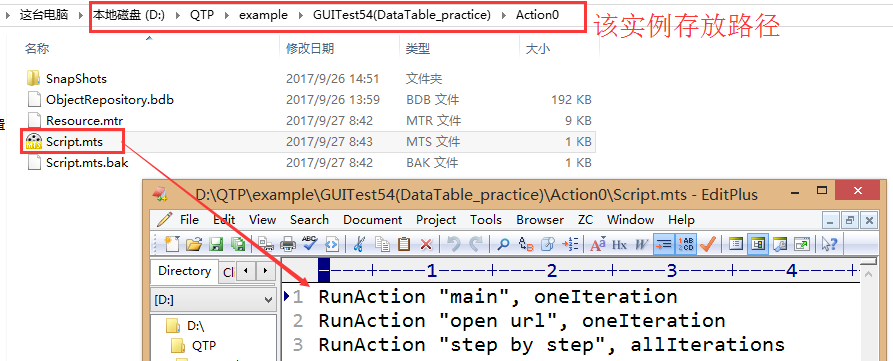 这台电脑 > 本地磁盘 (D:) > QTP > example > GUITest54(DataTable_practice) > Action0
该实例存放路径
名称 修改日期 类型 大小
SnapShots 2017/9/26 14:51 文件夹
ObjectRepository.bdb 2017/9/26 13:59 BDB 文件 192 KB
Resource.mtr 2017/9/27 8:42 MTR 文件 9 KB
Script.mts 2017/9/27 8:43 MTS 文件 1 KB
Script.mts.bak 2017/9/27 8:42 BAK 文件 1 KB
置
D:\QTP\example\GUITest54(DataTable_practice)\Action0\Script.mts - EditPlus
File Edit View Search Document Project Tools Browser ZC Window Help
Directory Cl
[D:]
D:\
QTP
----+----1----+----2----+----3----+----4----+
1 RunAction "main", oneIteration
2 RunAction "open url", oneIteration
3 RunAction "step by step", allIterations